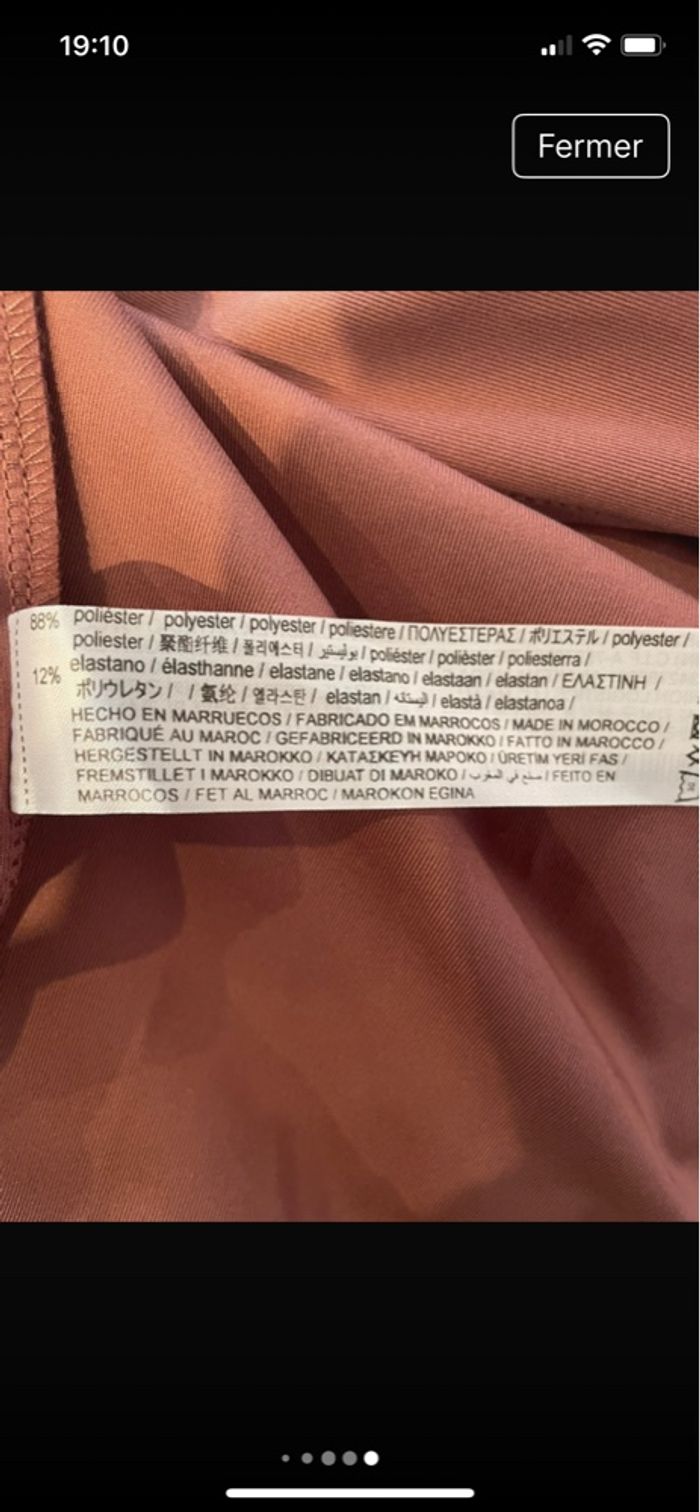 19:10
Fermer
88% poliéster / polyester / polyester / poliestere / ΠΟΛΥΕΣΤΕΡΑΣ / ポリエステル / polyester /
poliester / 聚酯纤维 / 폴리에스터 / بوليستير / poliéster / polièster / poliesterra /
12% elastano / élasthanne / elastane / elastano / elastaan / elastan / ΕΛΑΣΤΙΝΗ /
ポリウレタン / / 氨纶 / 엘라스탄 / elastan / إليستنه / elastà / elastanoa /
HECHO EN MARRUECOS / FABRICADO EM MARROCOS / MADE IN MOROCCO /
FABRIQUÉ AU MAROC / GEFABRICEERD IN MAROKKO / FATTO IN MAROCCO /
HERGESTELLT IN MAROKKO / ΚΑΤΑΣΚΕΥΗ ΜΑΡΟΚΟ / ÜRETİM YERİ FAS /
FREMSTILLET I MAROKKO / DIBUAT DI MAROKO / صنع في المغرب / FEITO EN
MARROCOS / FET AL MARROC / MAROKON EGINA